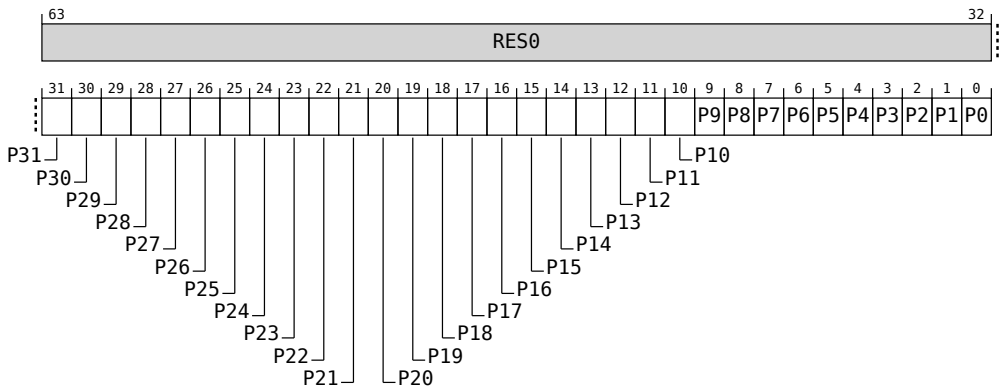 63 32
RES0
31 30 29 28 27 26 25 24 23 22 21 20 19 18 17 16 15 14 13 12 11 10 9 8 7 6 5 4 3 2 1 0
P9 P8 P7 P6 P5 P4 P3 P2 P1 P0
P31 P10
P30 P11
P29 P12
P28 P13
P27 P14
P26 P15
P25 P16
P24 P17
P23 P18
P22 P19
P21 P20